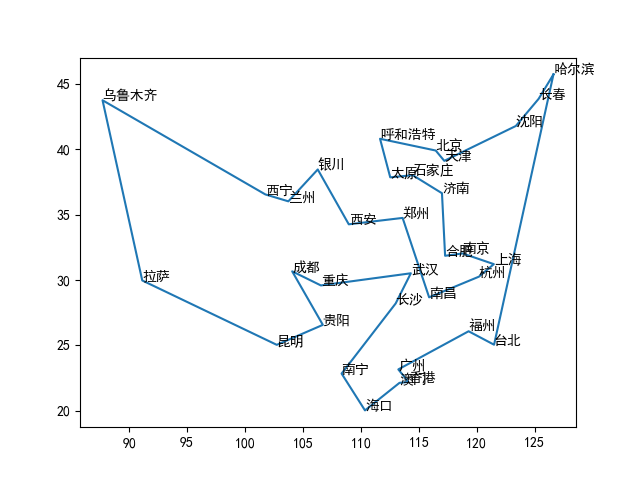 哈尔滨
45
长春
乌鲁木齐
沈阳
呼和浩特
北京
40
天津
银川
石家庄
太原
西宁
济南
兰州
35
郑州
西安
南京
合肥
上海
成都
武汉
杭州
拉萨
30
重庆
南昌
长沙
贵阳
福州
25
昆明
台北
广州
南宁
香港
澳门
海口
20
90 95 100 105 110 115 120 125